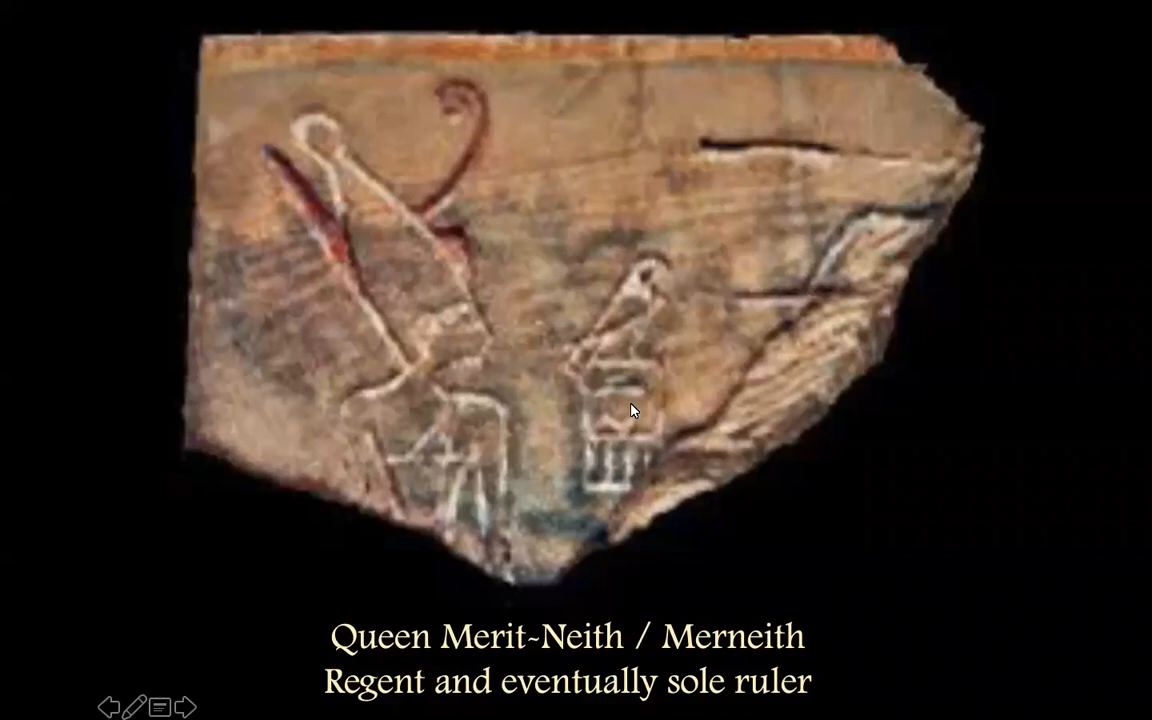 Queen Merit-Neith / Merneith
Regent and eventually sole ruler